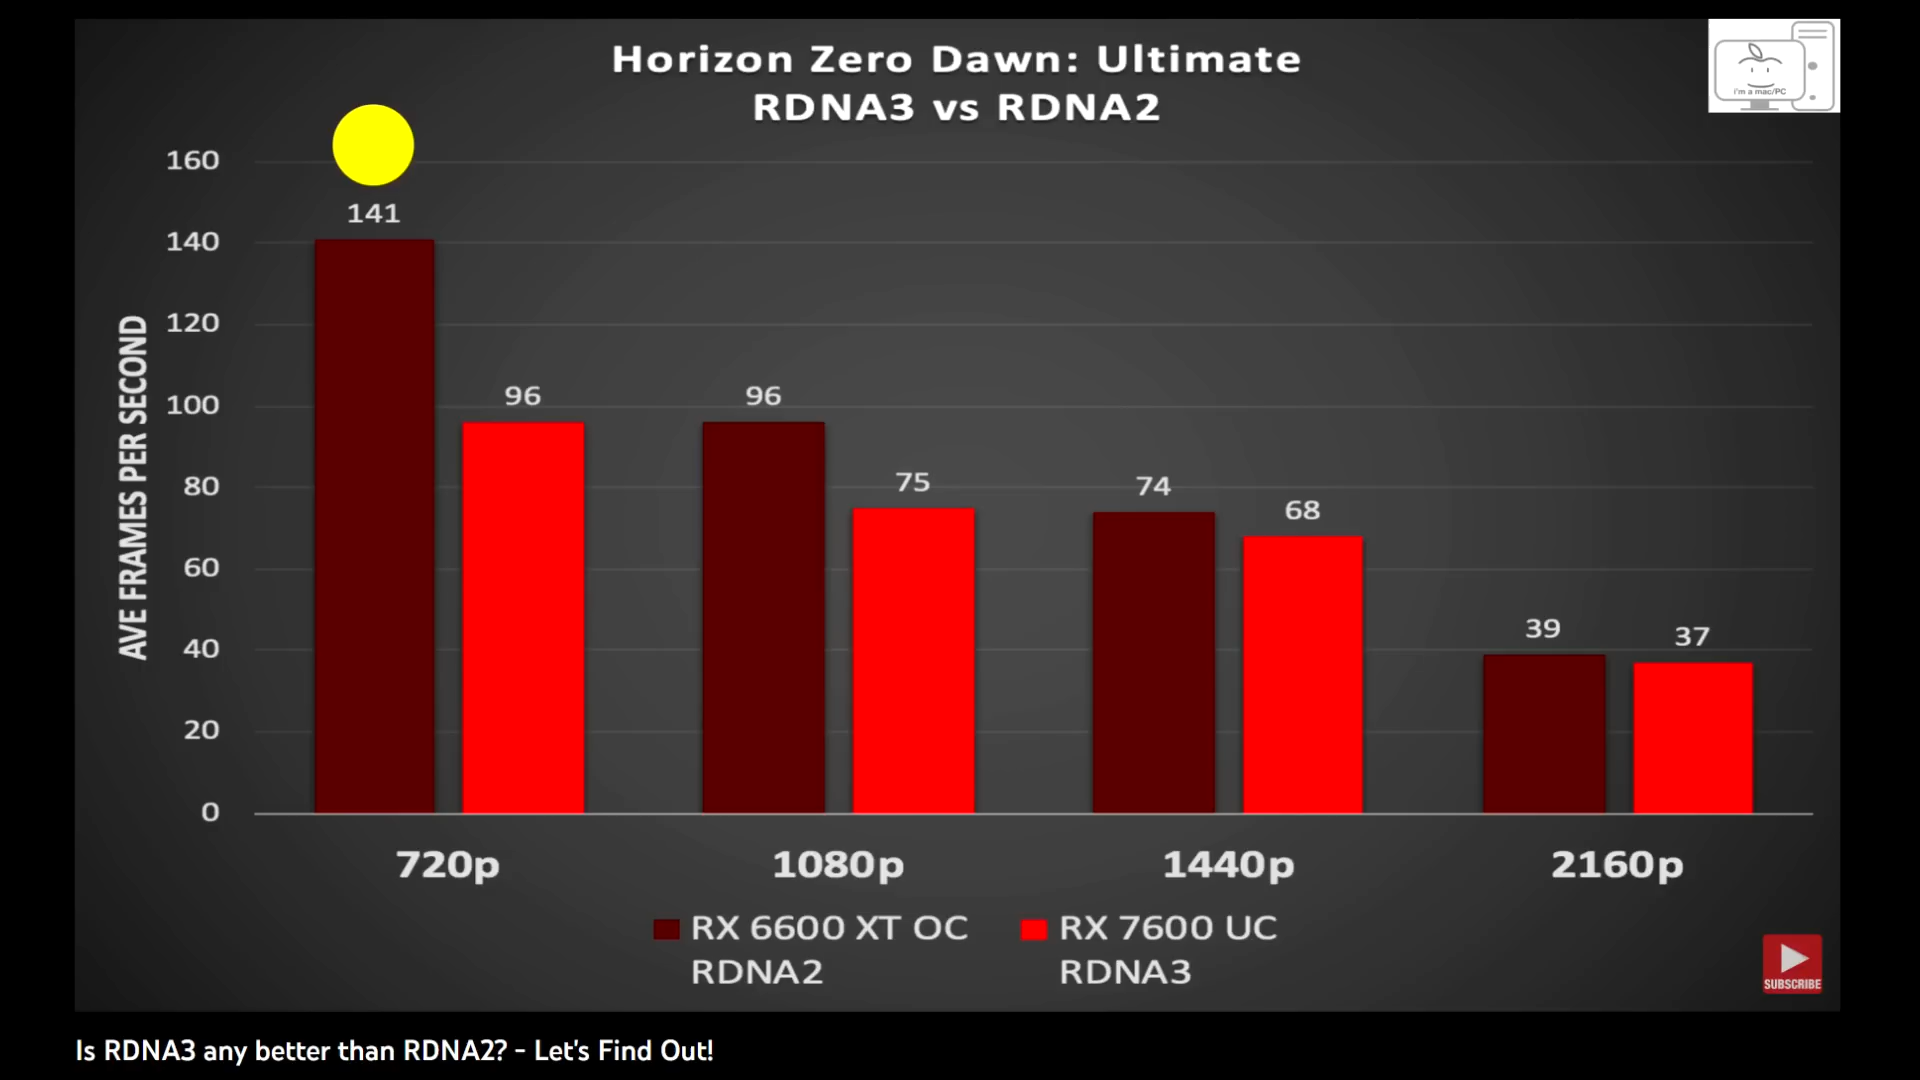 Horizon Zero Dawn: Ultimate
RDNA3 vs RDNA2
i'm a mac/PC
AVE FRAMES PER SECOND
160
140
120
100
80
60
40
20
0
141
96
96
75
74
68
39
37
720p
1080p
1440p
2160p
RX 6600 XT OC
RDNA2
RX 7600 UC
RDNA3
SUBSCRIBE
Is RDNA3 any better than RDNA2? - Let's Find Out!